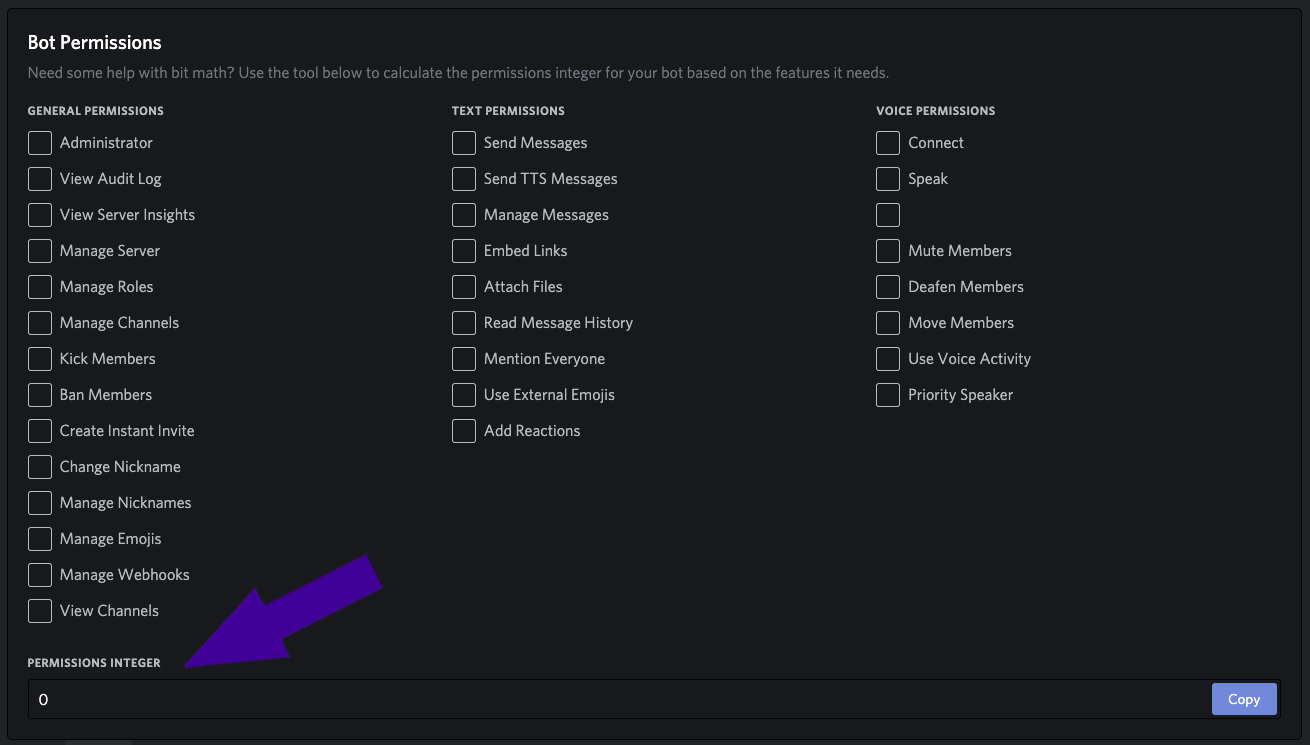 Bot Permissions
Need some help with bit math? Use the tool below to calculate the permissions integer for your bot based on the features it needs.
GENERAL PERMISSIONS
Administrator
View Audit Log
View Server Insights
Manage Server
Manage Roles
Manage Channels
Kick Members
Ban Members
Create Instant Invite
Change Nickname
Manage Nicknames
Manage Emojis
Manage Webhooks
View Channels
TEXT PERMISSIONS
Send Messages
Send TTS Messages
Manage Messages
Embed Links
Attach Files
Read Message History
Mention Everyone
Use External Emojis
Add Reactions
VOICE PERMISSIONS
Connect
Speak
Mute Members
Deafen Members
Move Members
Use Voice Activity
Priority Speaker
PERMISSIONS INTEGER
0
Copy